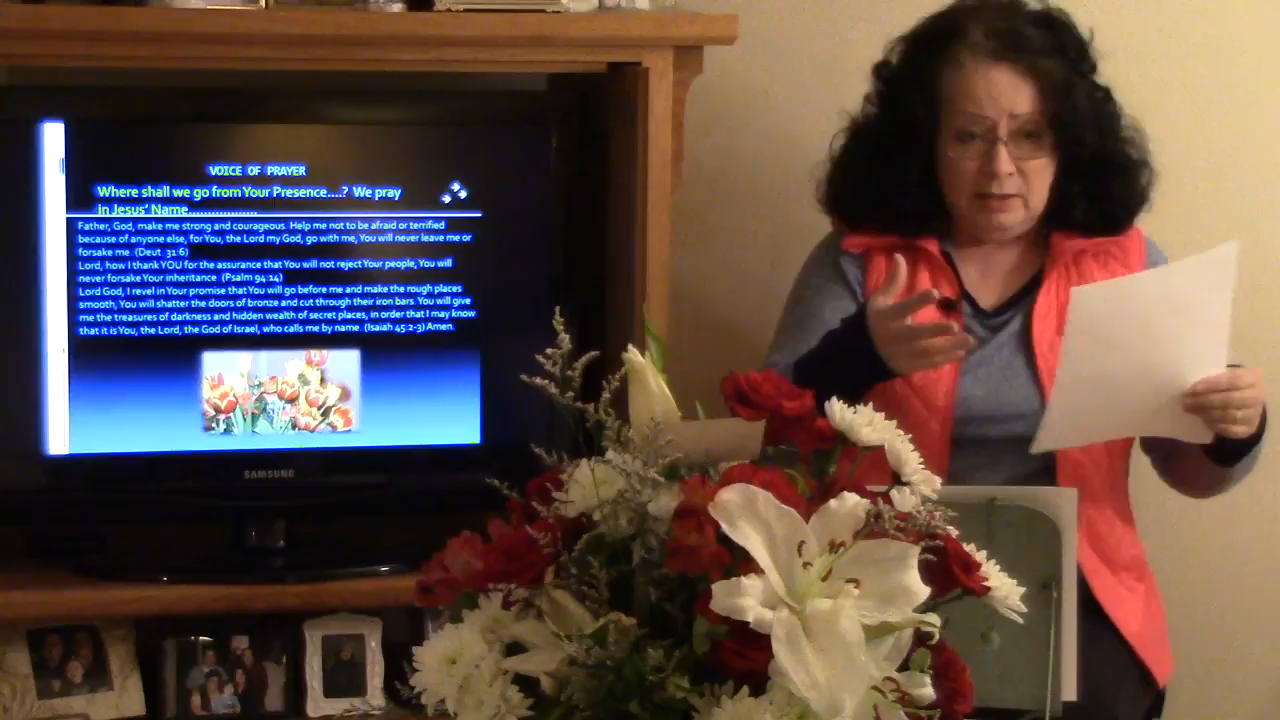 VOICE OF PRAYER
Where shall we go from Your Presence....? We pray
in Jesus' Name..................
Father, God, make me strong and courageous. Help me not to be afraid or terrified
because of anyone else, for You, the Lord my God, go with me, You will never leave me or
forsake me. (Deut 31:6)
Lord, how I thank YOU for the assurance that You will not reject Your people, You will
never forsake Your inheritance. (Psalm 94:14)
Lord God, I revel in Your promise that You will go before me and make the rough places
smooth, You will shatter the doors of bronze and cut through their iron bars. You will give
me the treasures of darkness and hidden wealth of secret places, in order that I may know
that it is You, the Lord, the God of Israel, who calls me by name. (Isaiah 45:2-3) Amen.
SAMSUNG